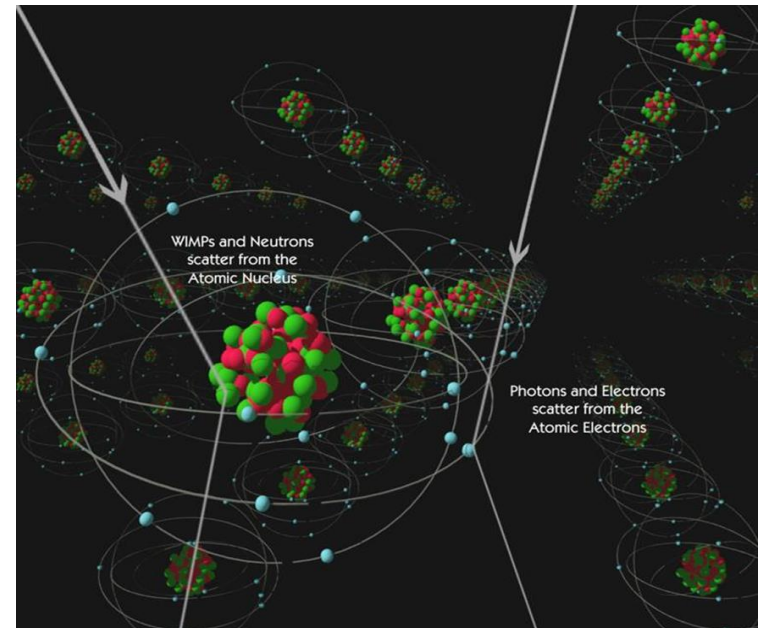 WIMPs and Neutrons
scatter from the
Atomic Nucleus
Photons and Electrons
scatter from the
Atomic Electrons